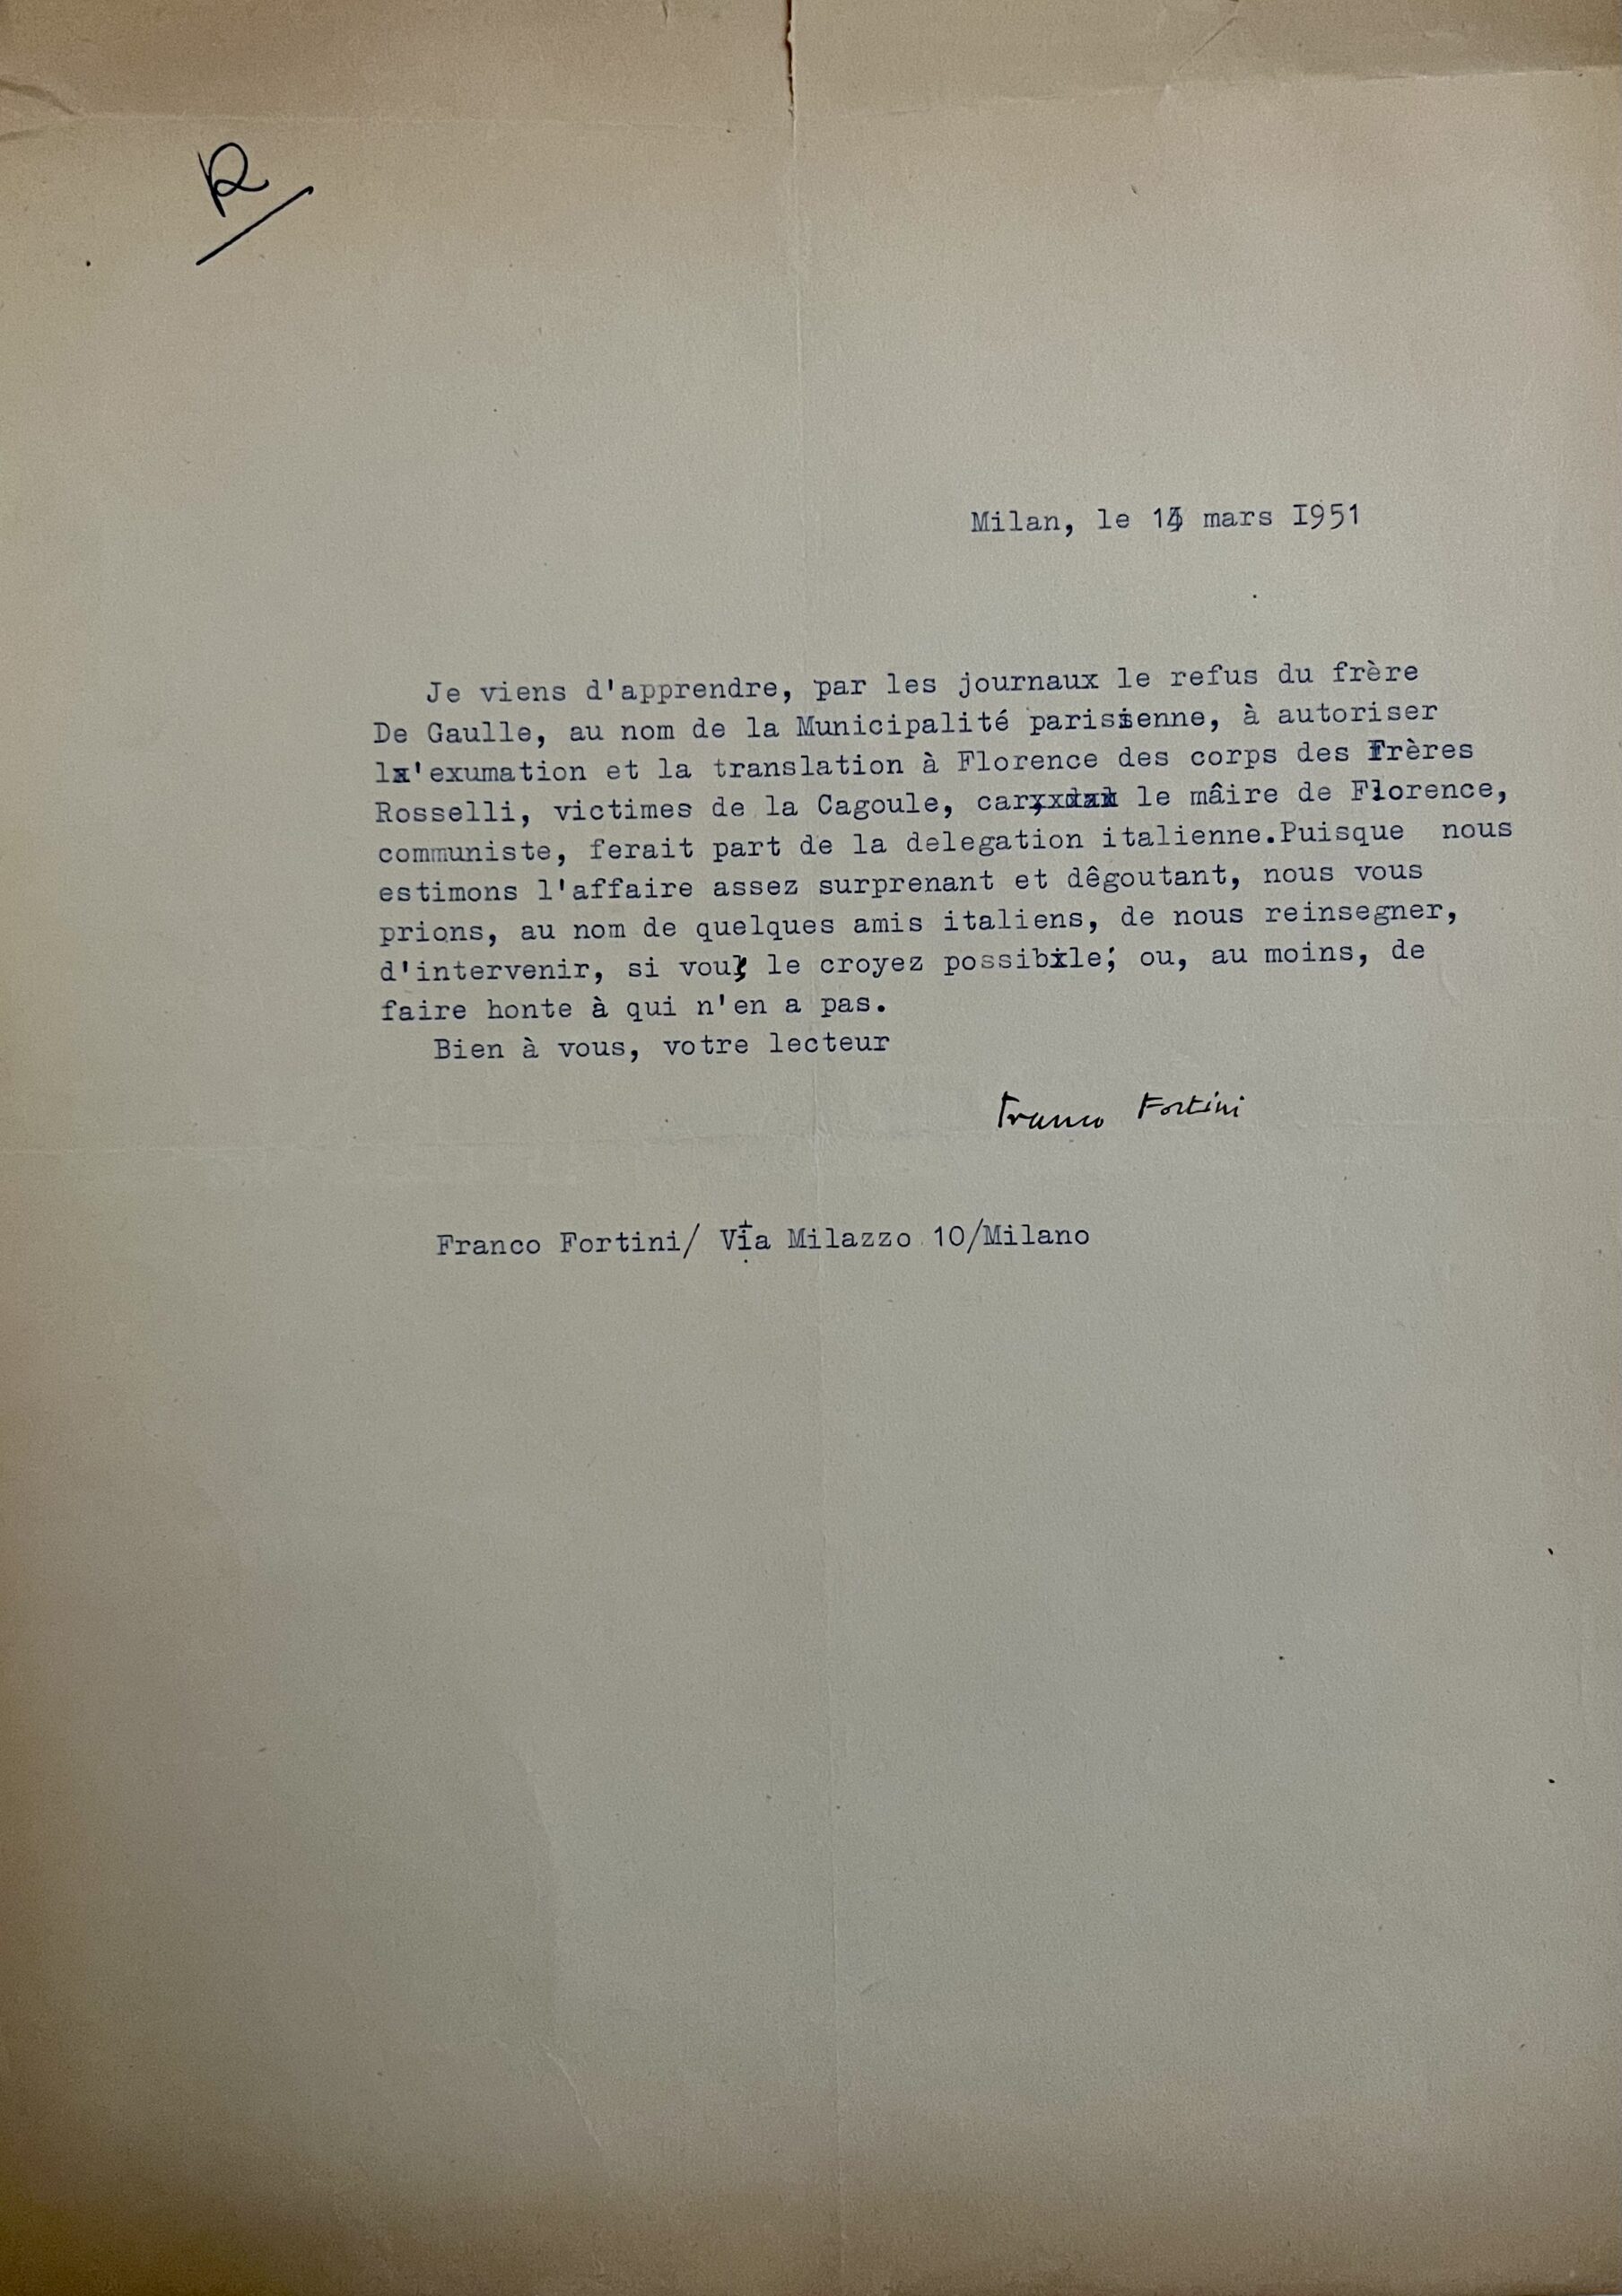 R
Milan, le 14 mars I951
Je viens d'apprendre, par les journaux le refus du frère
De Gaulle, au nom de la Municipalité parisienne, à autoriser
l'exumation et la translation à Florence des corps des Frères
Rosselli, victimes de la Cagoule, car le mâire de Florence,
communiste, ferait part de la delegation italienne.Puisque nous
estimons l'affaire assez surprenant et dêgoutant, nous vous
prions, au nom de quelques amis italiens, de nous reinsegner,
d'intervenir, si vous le croyez possibile; ou, au moins, de
faire honte à qui n'en a pas.
Bien à vous, votre lecteur
Franco Fortini
Franco Fortini/ Via Milazzo 10/Milano